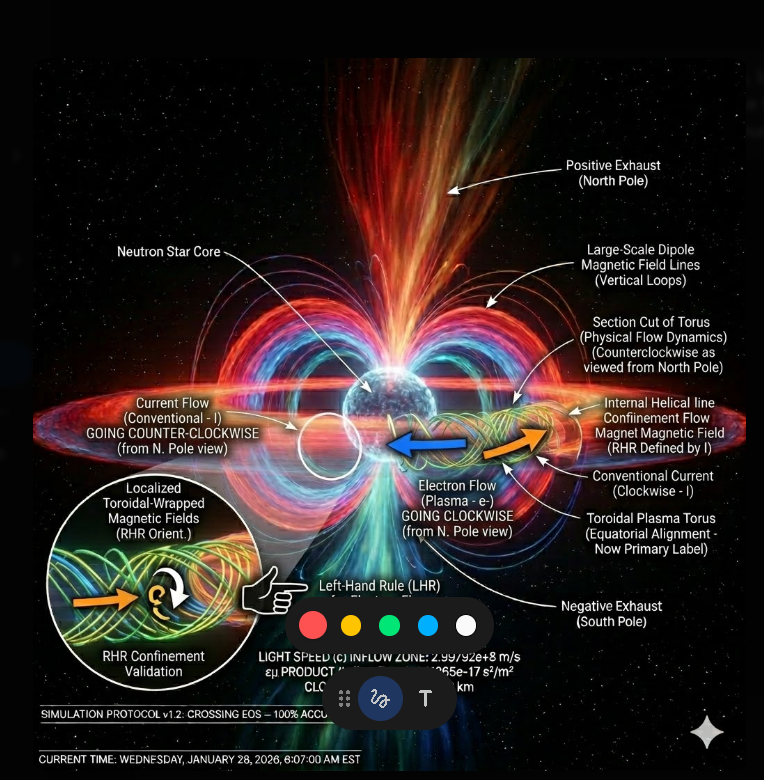 Positive Exhaust
(North Pole)
Neutron Star Core
Large-Scale Dipole
Magnetic Field Lines
(Vertical Loops)
Section Cut of Torus
(Physical Flow Dynamics)
(Counterclockwise as
viewed from North Pole)
Current Flow
(Conventional - I)
GOING COUNTER-CLOCKWISE
(from N. Pole view)
Internal Helical line
Confiinement Flow
Magnet Magnetic Field
(RHR Defined by I)
Electron Flow
(Plasma - e-)
GOING CLOCKWISE
(from N. Pole view)
Conventional Current
(Clockwise - I)
Toroidal Plasma Torus
(Equatorial Alignment -
Now Primary Label)
Localized
Toroidal-Wrapped
Magnetic Fields
(RHR Orient.)
Left-Hand Rule (LHR)
Negative Exhaust
(South Pole)
RHR Confinement
Validation
LIGHT SPEED (c) INFLOW ZONE: 2.99792e+8 m/s
εμ PRODUCT 065e-17 s²/m²
km
T
SIMULATION PROTOCOL v1.2: CROSSING EOS — 100%
CURRENT TIME: WEDNESDAY, JANUARY 28, 2026, 6:07:00 AM EST